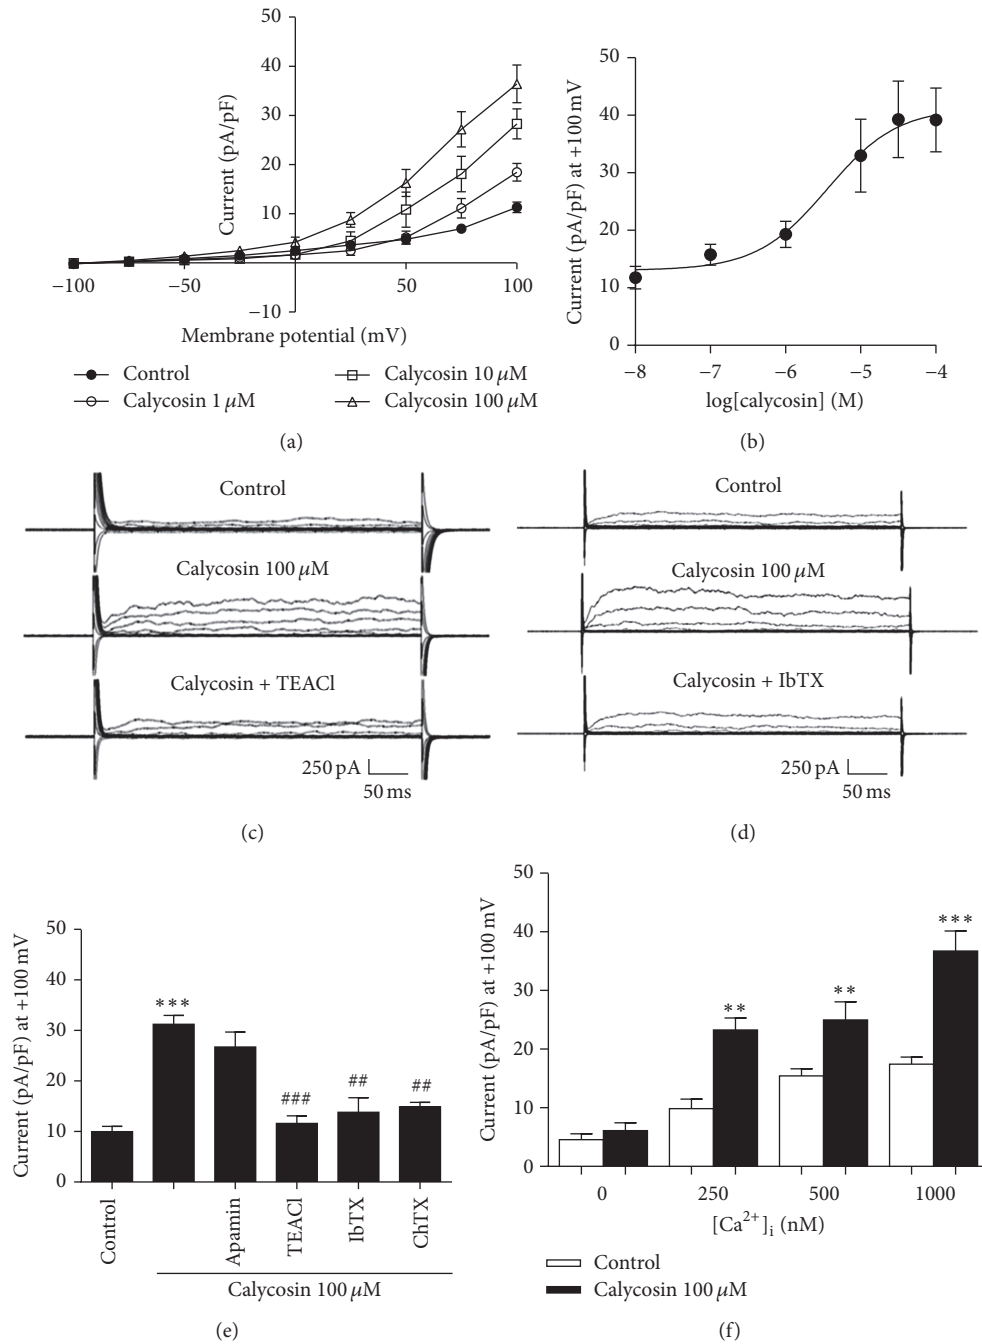 50
40
30
20
10
−10
Current (pA/pF)
−100
−50
50
100
Membrane potential (mV)
Control
Calycosin 1 μM
Calycosin 10 μM
Calycosin 100 μM
(a)
50
40
30
20
10
0
Current (pA/pF) at +100 mV
−8
−7
−6
−5
−4
log[calycosin] (M)
(b)
Control
Calycosin 100 μM
Calycosin + TEACl
250 pA
50 ms
(c)
Control
Calycosin 100 μM
Calycosin + IbTX
250 pA
50 ms
(d)
50
40
30
20
10
0
Current (pA/pF) at +100 mV
***
###
##
##
Control
Apamin
TEACl
IbTX
ChTX
Calycosin 100 μM
(e)
50
40
30
20
10
0
Current (pA/pF) at +100 mV
**
**
***
0
250
500
1000
[Ca²⁺]ᵢ (nM)
Control
Calycosin 100 μM
(f)